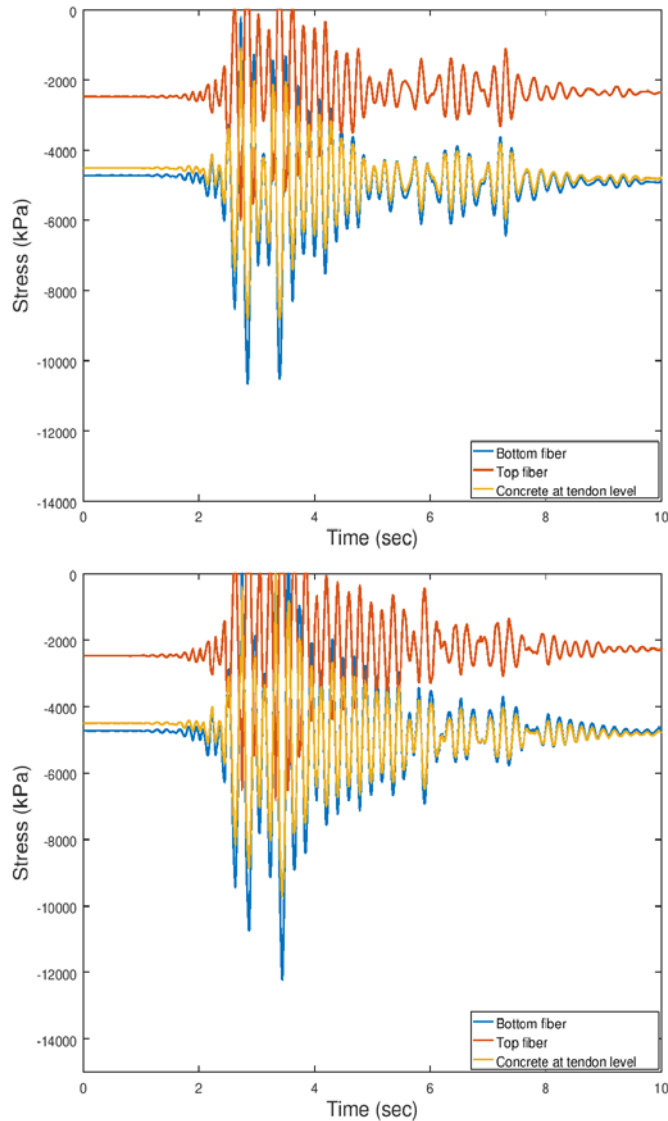 0
-2000
-4000
-6000
-8000
-10000
-12000
-14000
Stress (kPa)
Bottom fiber
Top fiber
Concrete at tendon level
0 2 4 6 8 10
Time (sec)
0
-2000
-4000
-6000
-8000
-10000
-12000
-14000
Stress (kPa)
Bottom fiber
Top fiber
Concrete at tendon level
0 2 4 6 8 10
Time (sec)